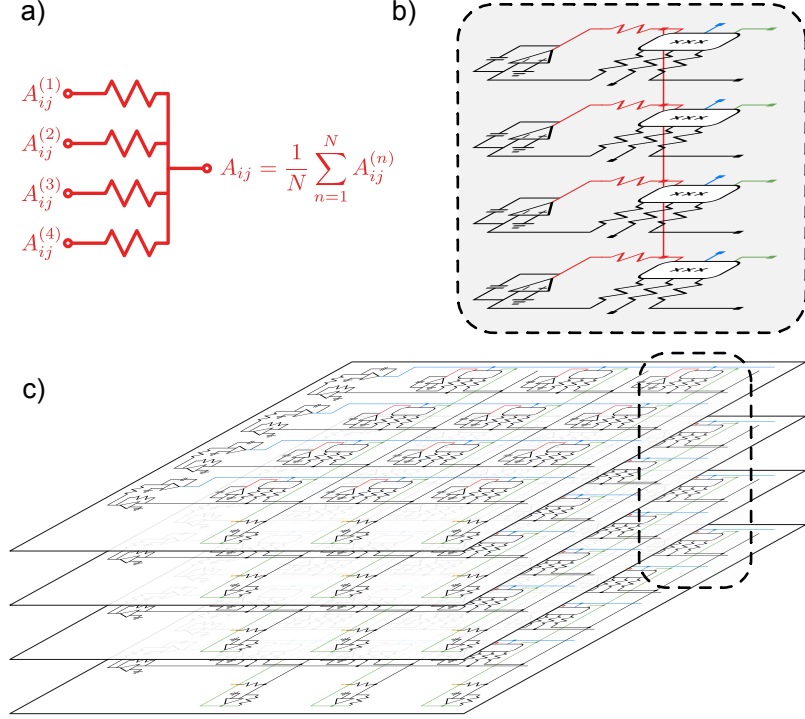 a)
A_{ij}^{(1)}
A_{ij}^{(2)}
A_{ij}^{(3)}
A_{ij}^{(4)}
A_{ij} = \frac{1}{N} \sum_{n=1}^{N} A_{ij}^{(n)}
b)
xxx
xxx
xxx
xxx
c)